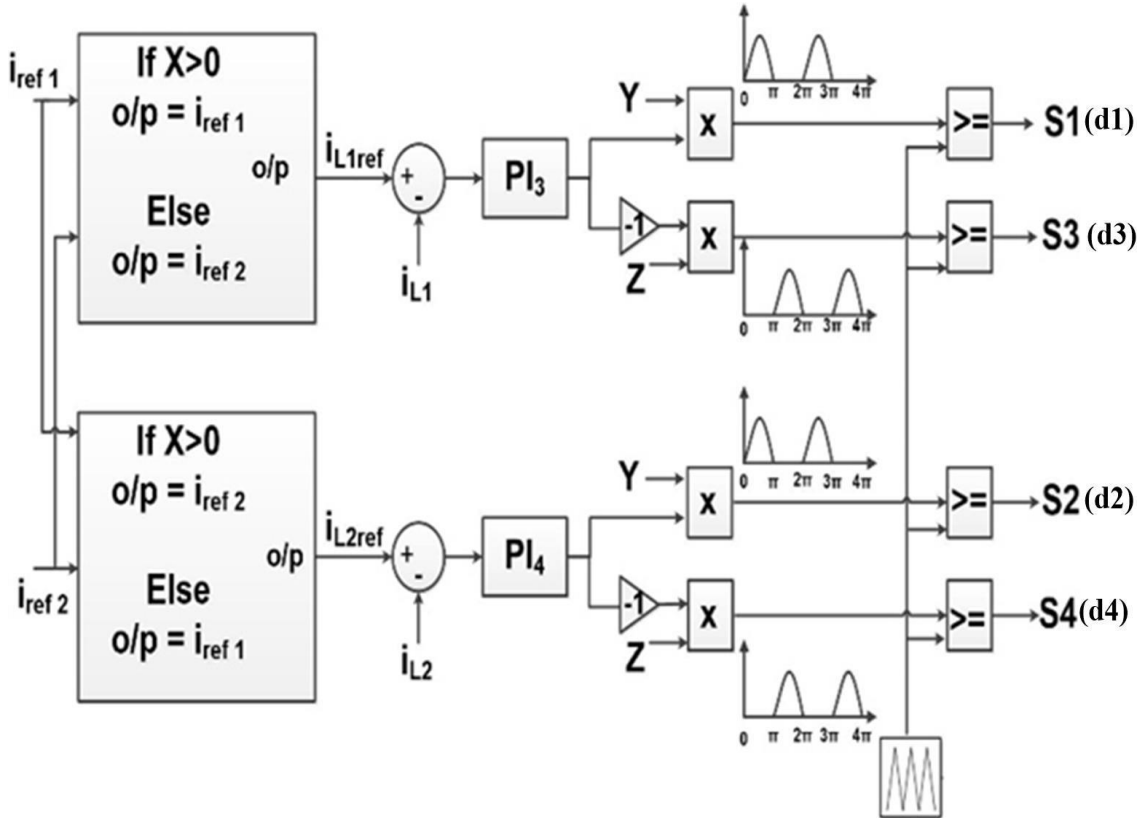 If X>0
o/p = iref 1
Else
o/p = iref 2
iref 1
o/p
iL1ref
+
-
iL1
PI3
Y
X
-1
Z
X
0 π 2π 3π 4π
0 π 2π 3π 4π
>=
S1 (d1)
>=
S3 (d3)
If X>0
o/p = iref 2
Else
o/p = iref 1
iref 2
o/p
iL2ref
+
-
iL2
PI4
Y
X
-1
Z
X
0 π 2π 3π 4π
0 π 2π 3π 4π
>=
S2 (d2)
>=
S4 (d4)